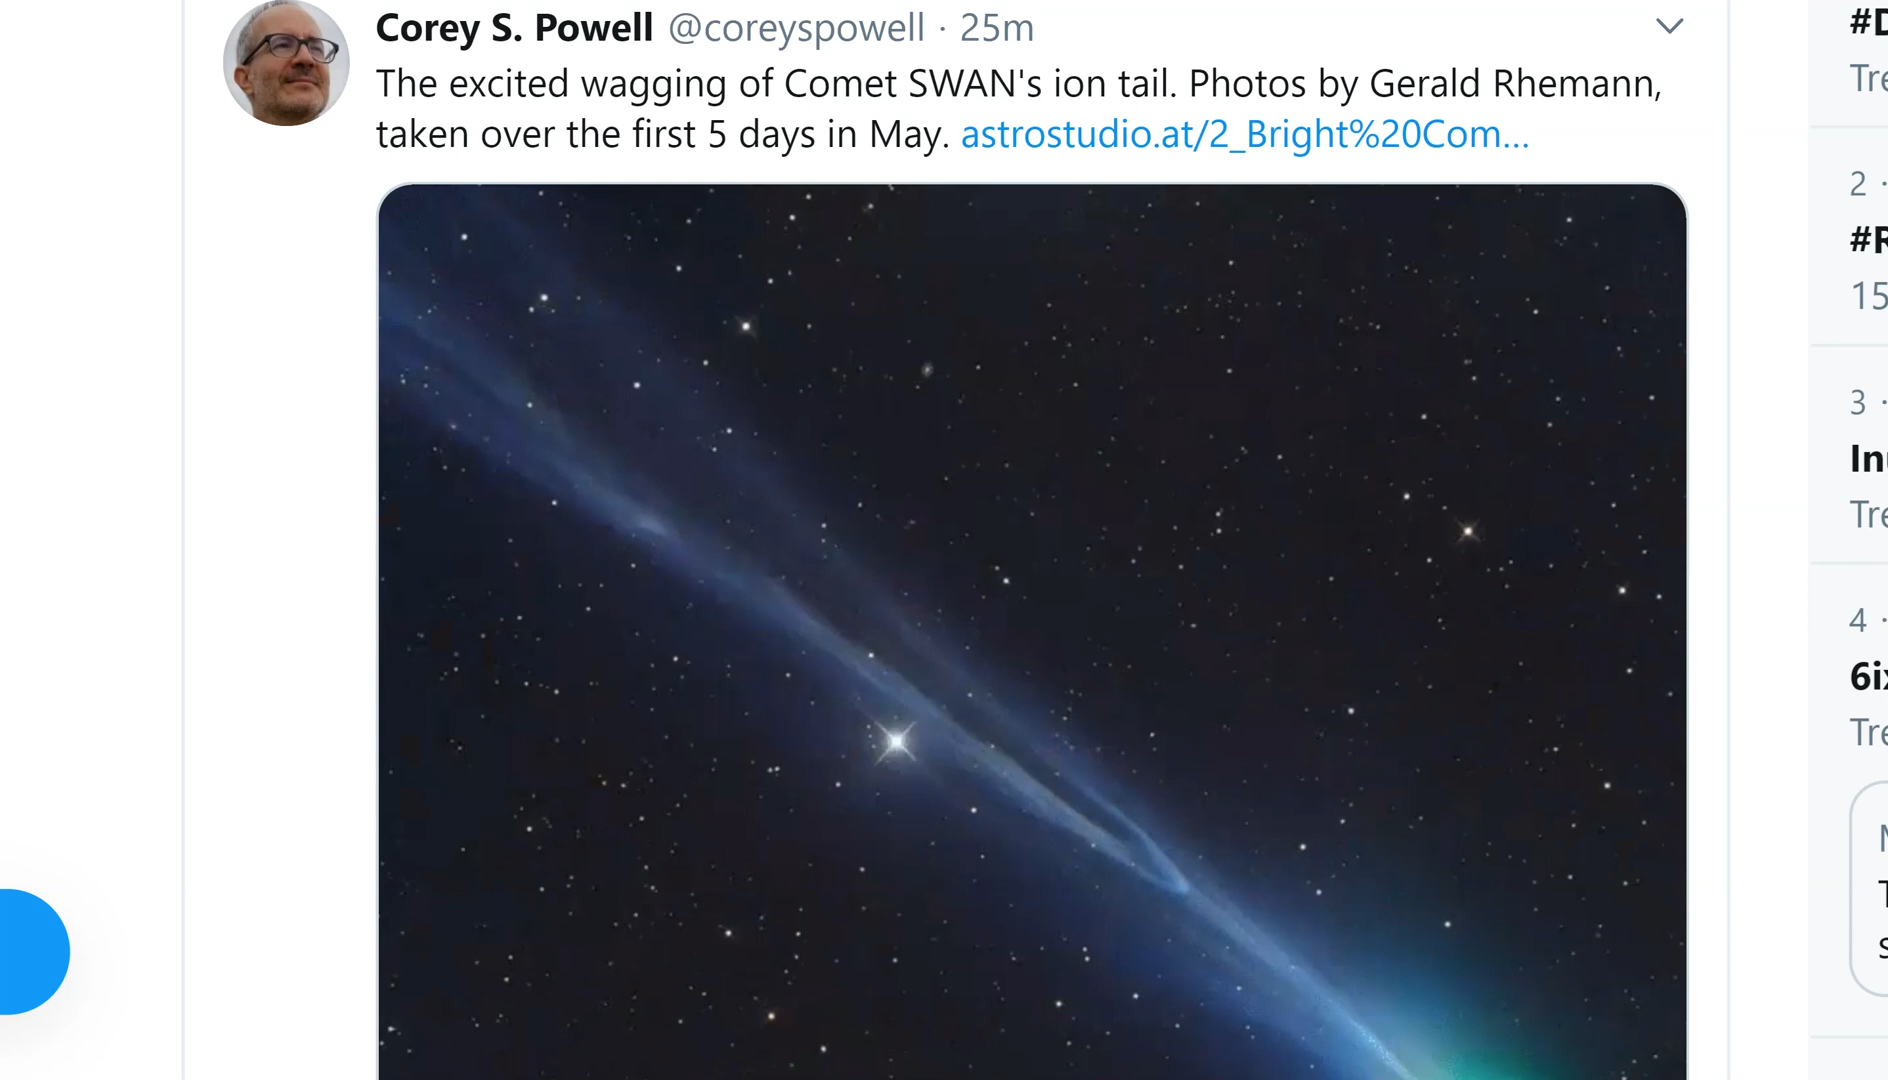 Corey S. Powell @coreyspowell · 25m
The excited wagging of Comet SWAN's ion tail. Photos by Gerald Rhemann,
taken over the first 5 days in May. astrostudio.at/2_Bright%20Com...
2 ·
15
3 ·
4 ·